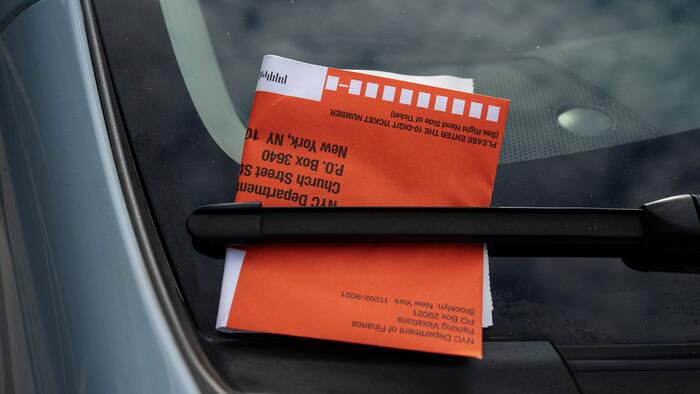 NYC Department of Finance
Parking Violations
PO Box 29021
Brooklyn, New York 11202-9021
NYC Departmen
Church Street St
P.O. Box 3640
New York, NY 10
PLEASE ENTER THE 10-DIGIT TICKET NUMBER
(See Right Hand Side of Ticket)